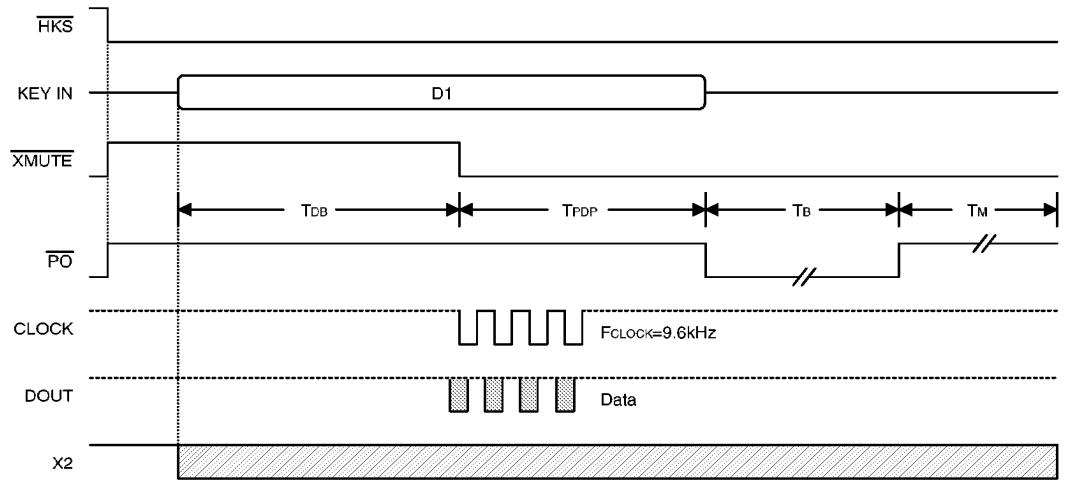 HKS
KEY IN
D1
XMUTE
TDB
TPDP
TB
TM
PO
CLOCK
FCLOCK=9.6kHz
DOUT
Data
X2